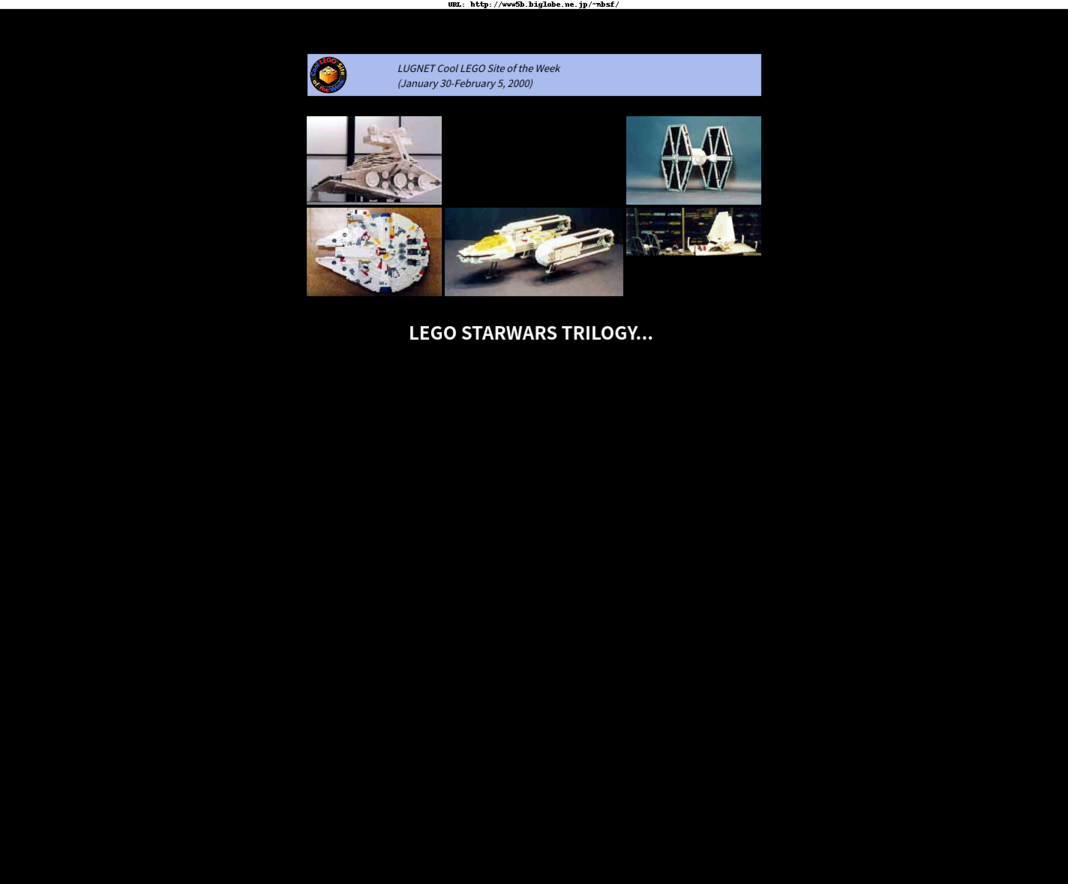 URL: http://www5b.biglobe.ne.jp/~nbsf/
Cool LEGO Site
of the Week
LUGNET Cool LEGO Site of the Week
(January 30-February 5, 2000)
LEGO STARWARS TRILOGY...